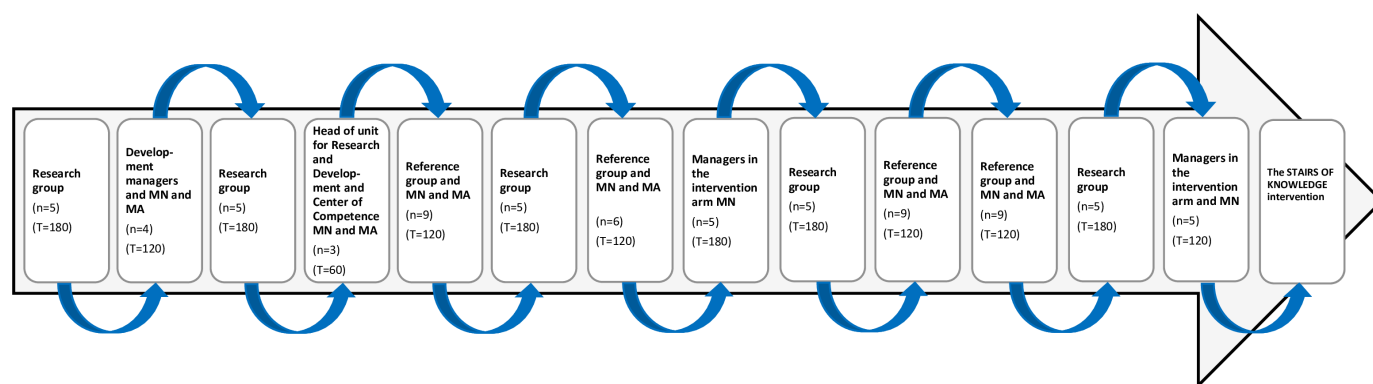 Research
group
(n=5)
(T=180)
Develop-
ment
managers
and MN and
MA
(n=4)
(T=120)
Research
group
(n=5)
(T=180)
Head of unit
for Research
and
Develop-
ment and
Center of
Competence
MN and MA
(n=3)
(T=60)
Reference
group and
MN and MA
(n=9)
(T=120)
Research
group
(n=5)
(T=180)
Reference
group and
MN and MA
(n=6)
(T=120)
Managers in
the
intervention
arm MN
(n=5)
(T=180)
Research
group
(n=5)
(T=180)
Reference
group and
MN and MA
(n=9)
(T=120)
Reference
group and
MN and MA
(n=9)
(T=120)
Research
group
(n=5)
(T=180)
Managers in
the
intervention
arm and MN
(n=5)
(T=120)
The STAIRS OF
KNOWLEDGE
intervention